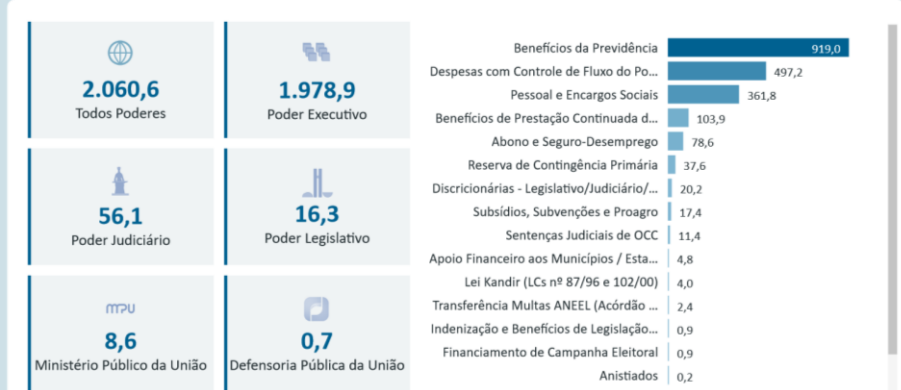 2.060,6
Todos Poderes
1.978,9
Poder Executivo
56,1
Poder Judiciário
16,3
Poder Legislativo
MPU
8,6
Ministério Público da União
0,7
Defensoria Pública da União
Benefícios da Previdência 919,0
Despesas com Controle de Fluxo do Po... 497,2
Pessoal e Encargos Sociais 361,8
Benefícios de Prestação Continuada d... 103,9
Abono e Seguro-Desemprego 78,6
Reserva de Contingência Primária 37,6
Discricionárias - Legislativo/Judiciário/... 20,2
Subsídios, Subvenções e Proagro 17,4
Sentenças Judiciais de OCC 11,4
Apoio Financeiro aos Municípios / Esta... 4,8
Lei Kandir (LCs nº 87/96 e 102/00) 4,0
Transferência Multas ANEEL (Acórdão ... 2,4
Indenização e Benefícios de Legislação... 0,9
Financiamento de Campanha Eleitoral 0,9
Anistiados 0,2